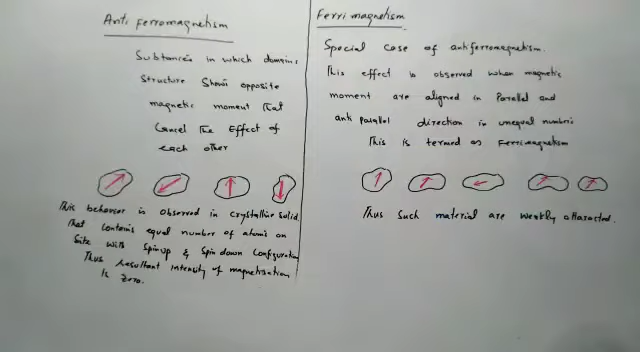 Anti ferromagnetism
Substances in which domain
Structure Shows opposite
magnetic moment that
Cancel The Effect of
each other
This behavior is observed in crystalline solid
That contains equal number of atoms on
Site with Spin up & Spin down Configuration
Thus resultant intensity of magnetisation
is zero.
Ferri magnetism
Special case of antiferromagnetism.
This effect is observed when magnetic
moment are aligned in Parallel and
anti parallel direction in unequal numbers
This is termed as Ferrimagnetism
Thus Such material are weakly attaracted.